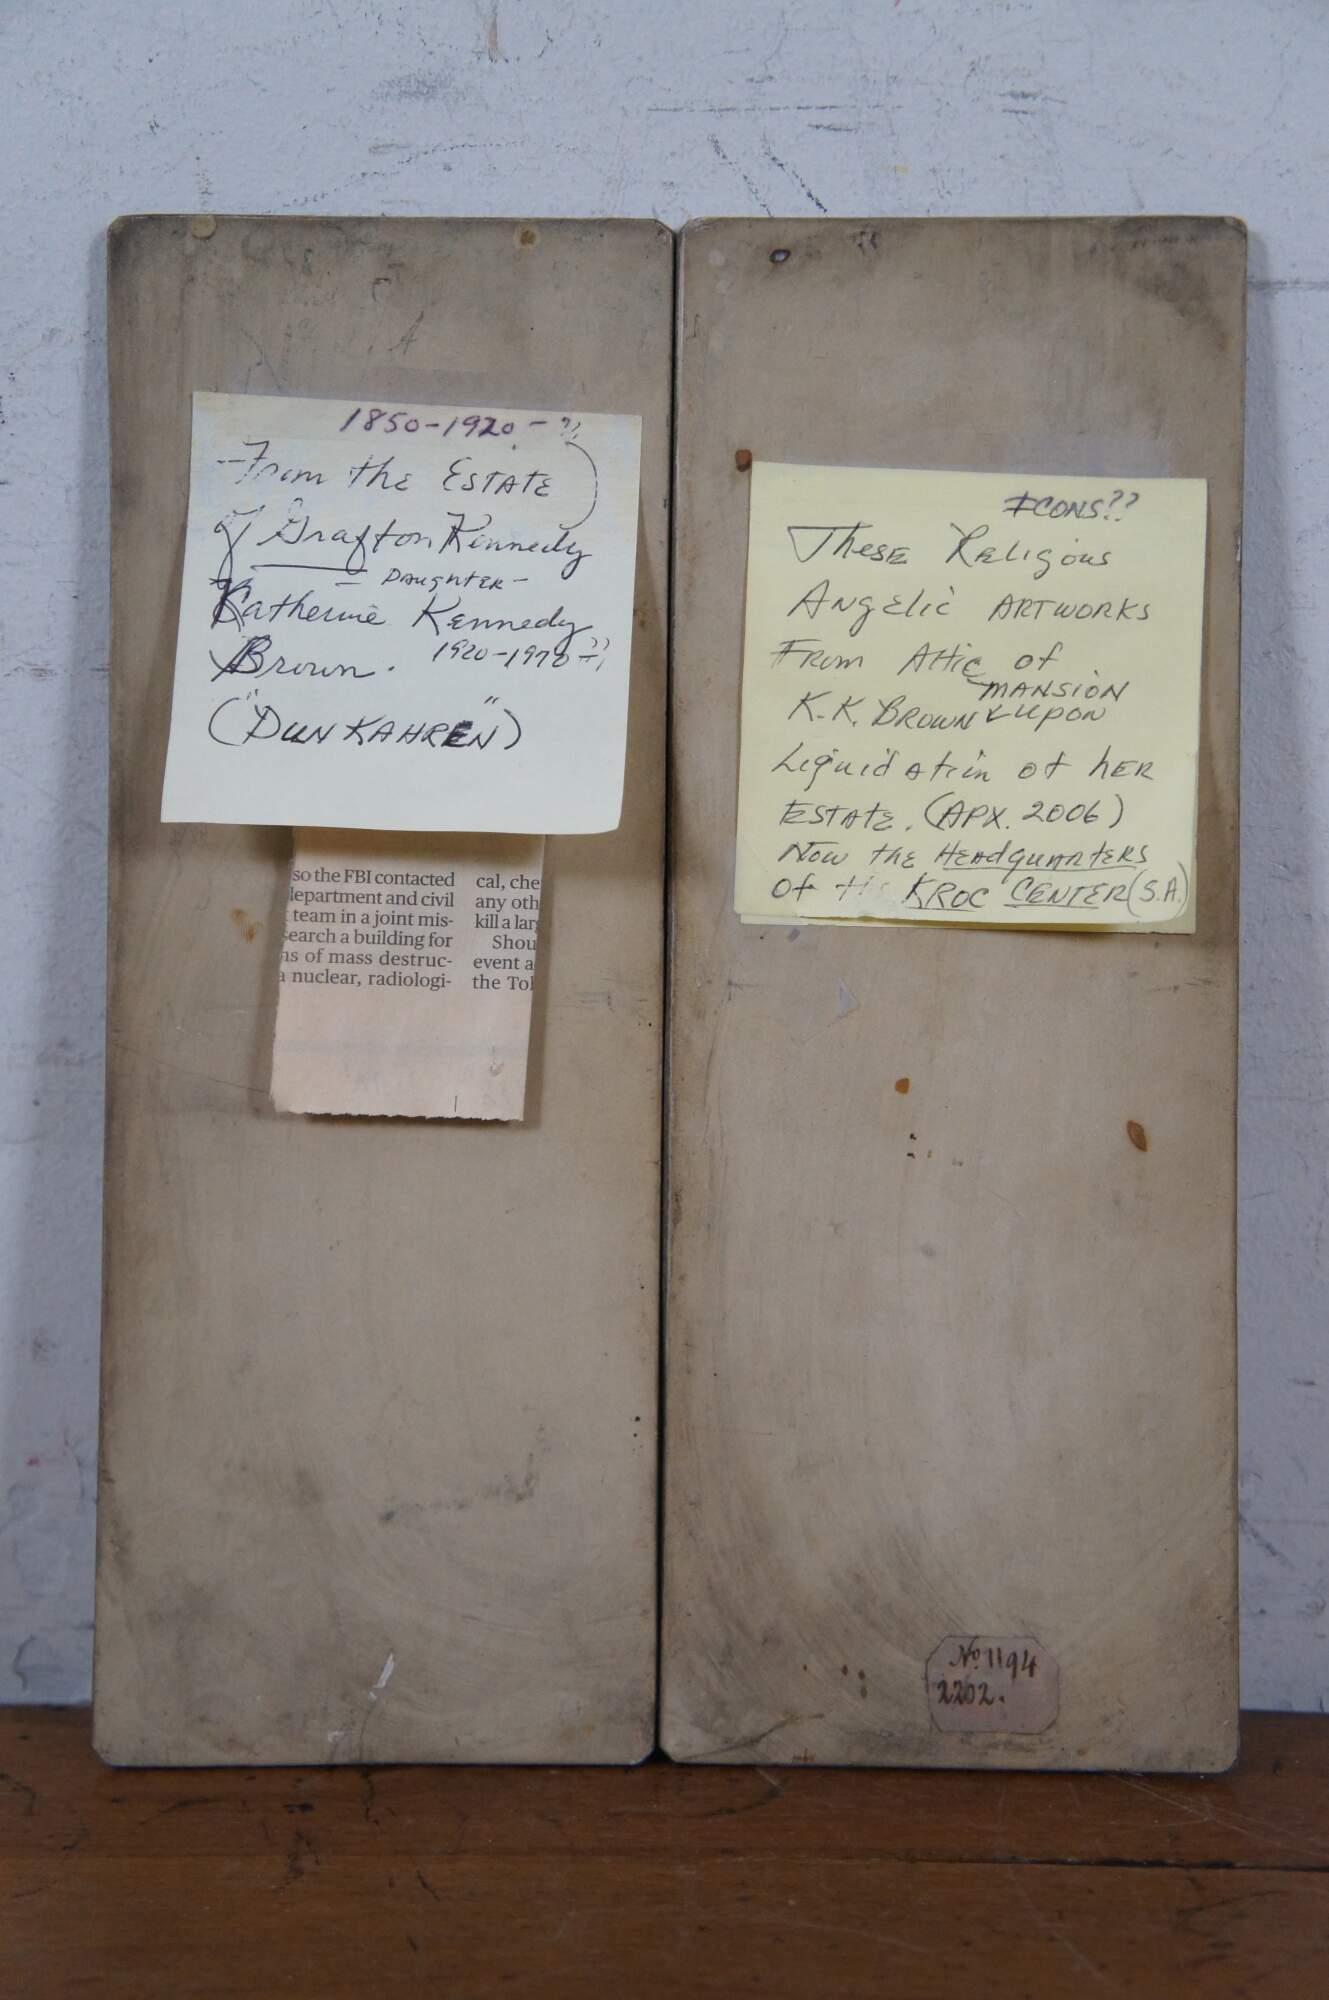 1850-1920-?
From the ESTATE
of Grafton Kennedy
- DAUGHTER -
Katherine Kennedy
Brown. 1920-1970-??
("DUNKAHREN")
so the FBI contacted
department and civil
team in a joint mis-
search a building for
ns of mass destruc-
a nuclear, radiologi-
cal, che
any oth
kill a larg
Shou
event a
the Tok
ICONS??
These Religious
Angelic ARTWORKS
From Attic of
MANSION
K.K. BROWN upon
Liquidation of HER
ESTATE. (APX. 2006)
Now the HEADQUARTERS
of the KROC CENTER (S.A.)
No 1194
2202.